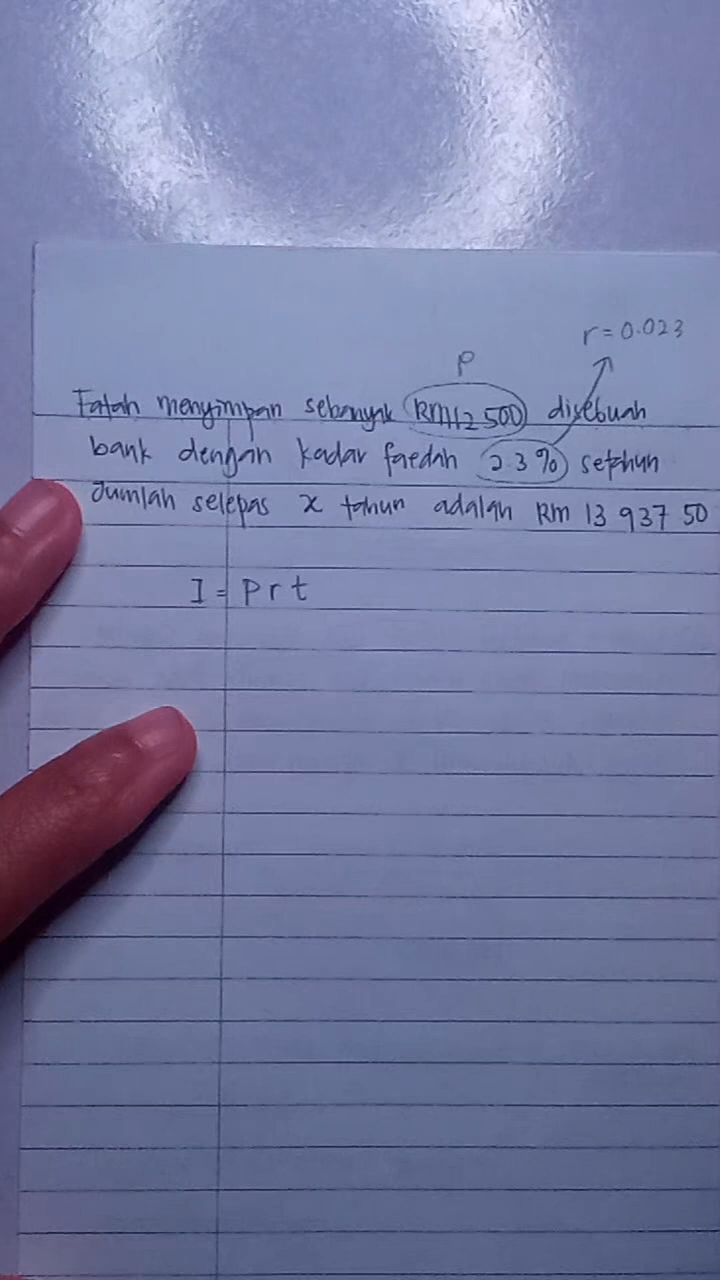 r = 0.023
P
Fatah menyimpan sebanyak RM12 500 disebuah
bank dengan kadar faedah 2.3% setahun
Jumlah selepas x tahun adalah RM 13 937 50
I = P r t